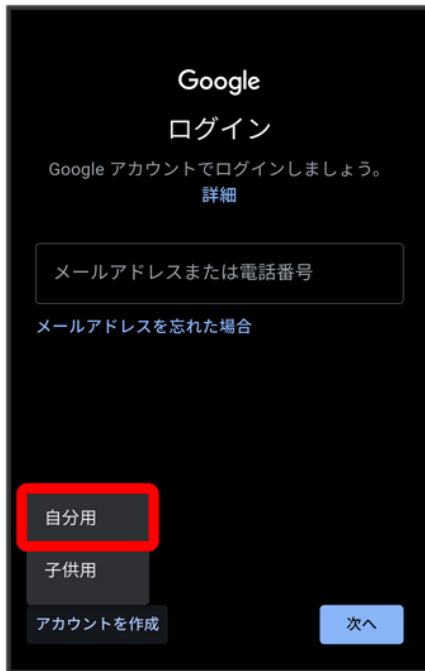 Google
ログイン
Google アカウントでログインしましょう。
詳細
メールアドレスまたは電話番号
メールアドレスを忘れた場合
自分用
子供用
アカウントを作成
次へ